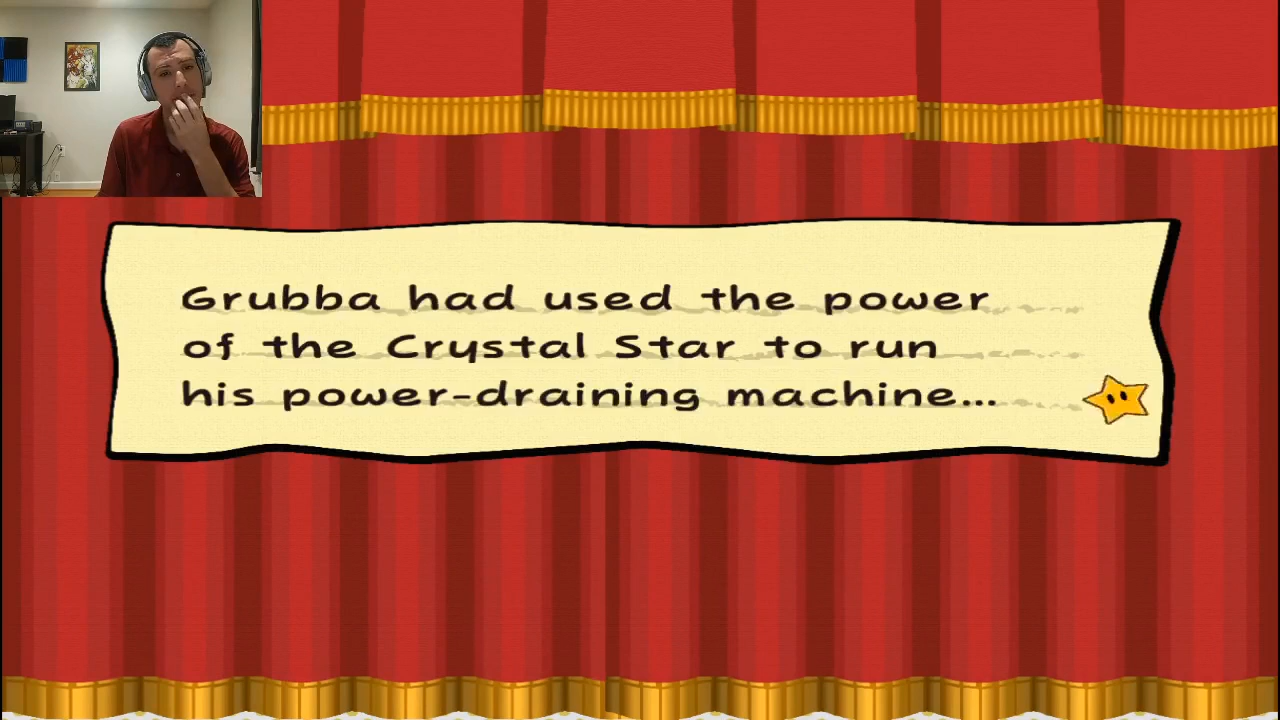 Grubba had used the power
of the Crystal Star to run
his power-draining machine...